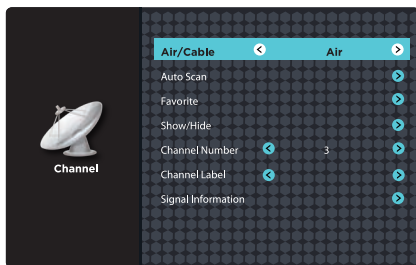 Air/Cable Air
Auto Scan
Favorite
Show/Hide
Channel Number 3
Channel Label
Signal Information
Channel